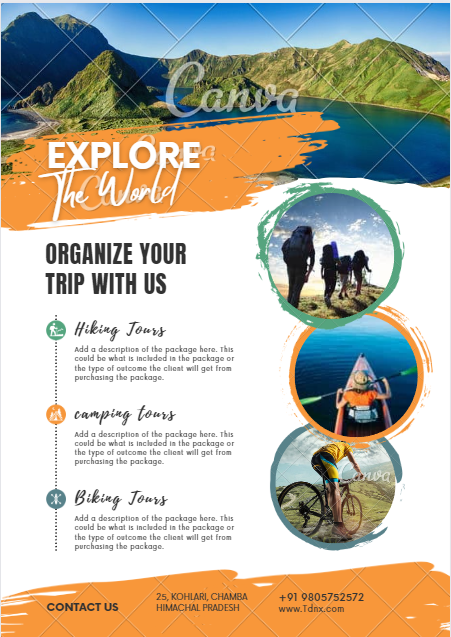 Canva
EXPLORE
The World
ORGANIZE YOUR
TRIP WITH US
Hiking Tours
Add a description of the package here. This
could be what is included in the package or
the type of outcome the client will get from
purchasing the package.
camping tours
Add a description of the package here. This
could be what is included in the package or
the type of outcome the client will get from
purchasing the package.
Canva
Biking Tours
Add a description of the package here. This
could be what is included in the package or
the type of outcome the client will get from
purchasing the package.
CONTACT US
25, KOHLARI, CHAMBA
HIMACHAL PRADESH
+91 9805752572
www.Tdnx.com